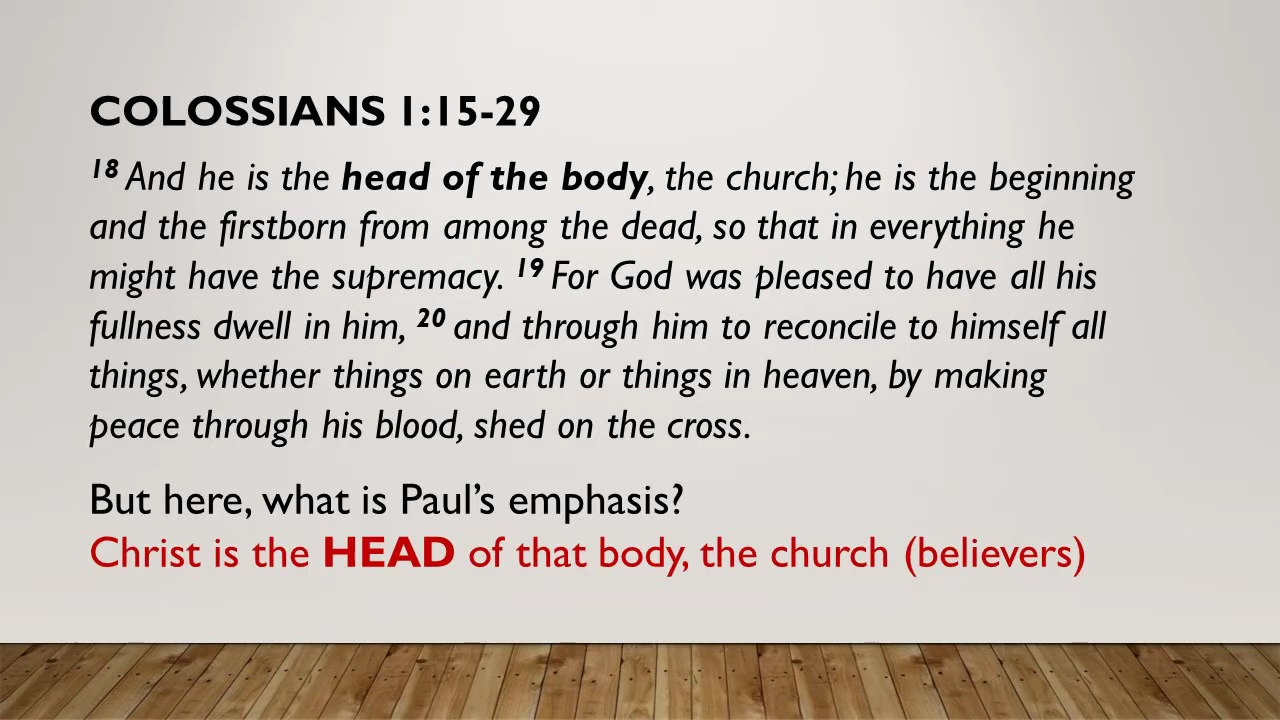 COLOSSIANS 1:15-29
18 And he is the head of the body, the church; he is the beginning
and the firstborn from among the dead, so that in everything he
might have the supremacy. 19 For God was pleased to have all his
fullness dwell in him, 20 and through him to reconcile to himself all
things, whether things on earth or things in heaven, by making
peace through his blood, shed on the cross.
But here, what is Paul’s emphasis?
Christ is the HEAD of that body, the church (believers)